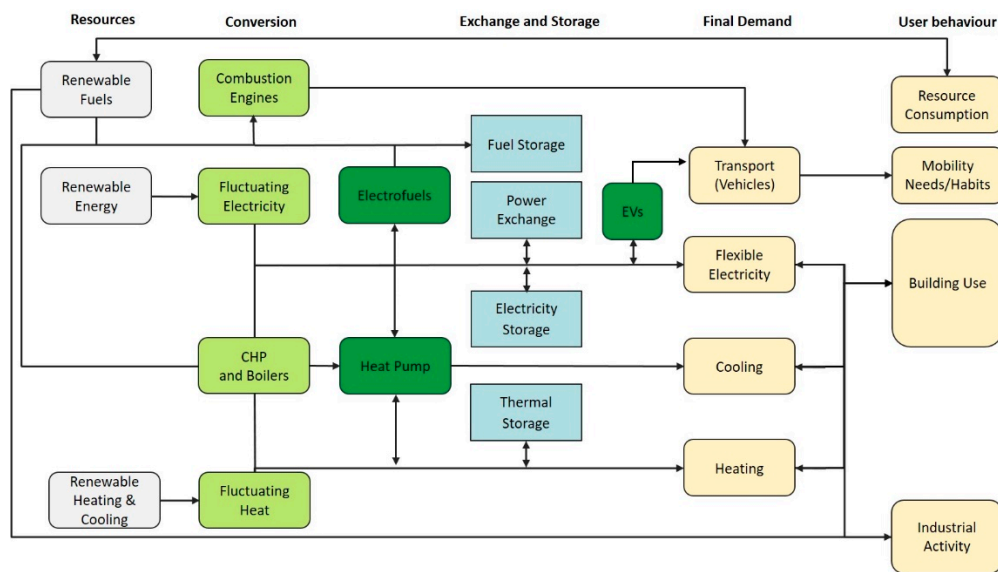 Resources
Conversion
Exchange and Storage
Final Demand
User behaviour
Renewable
Fuels
Combustion
Engines
Resource
Consumption
Fuel Storage
Renewable
Energy
Fluctuating
Electricity
Electrofuels
Power
Exchange
EVs
Transport
(Vehicles)
Mobility
Needs/Habits
Flexible
Electricity
Building Use
Electricity
Storage
CHP
and Boilers
Heat Pump
Cooling
Thermal
Storage
Renewable
Heating &
Cooling
Fluctuating
Heat
Heating
Industrial
Activity